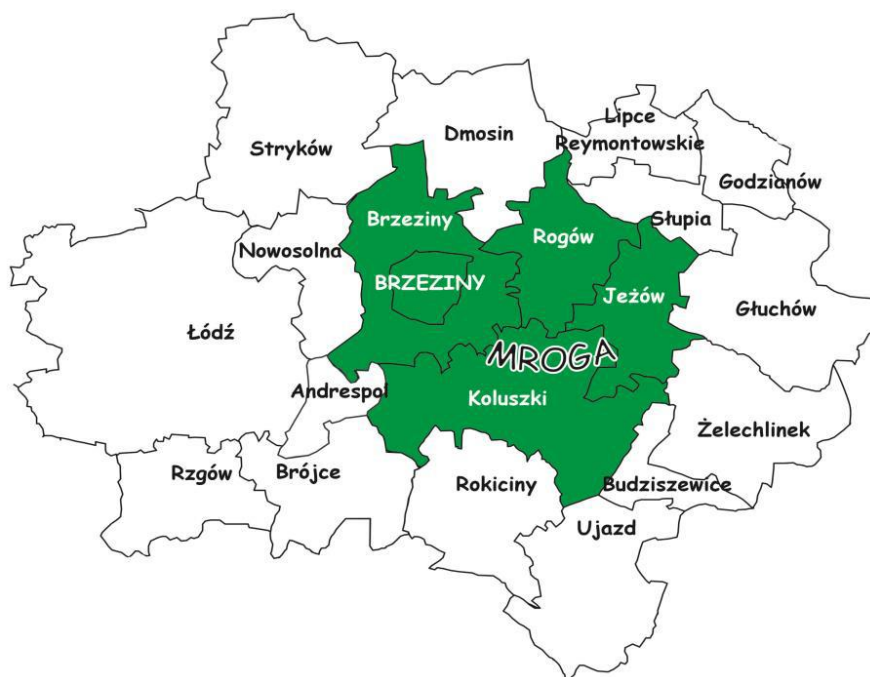 Lipce
Reymontowskie
Dmosin
Stryków
Godzianów
Brzeziny
Słupia
Rogów
Nowosolna
BRZEZINY
Jeżów
Głuchów
Łódź
MROGA
Andrespol
Koluszki
Żelechlinek
Rzgów
Brójce
Rokiciny
Budziszewice
Ujazd